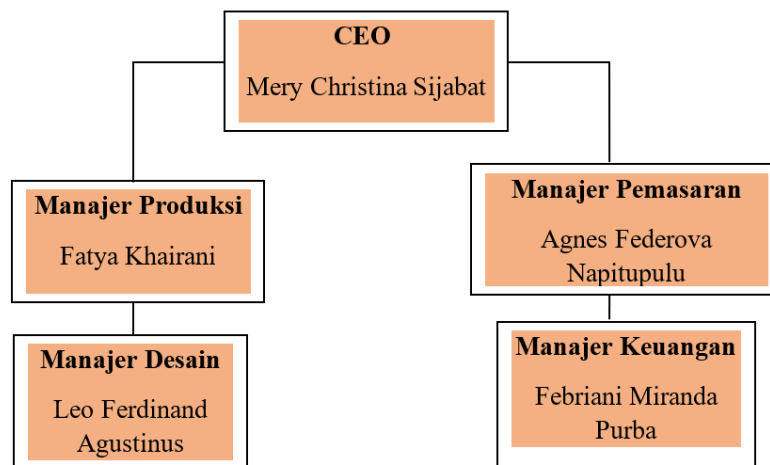 CEO
Mery Christina Sijabat
Manajer Produksi
Fatya Khairani
Manajer Pemasaran
Agnes Federova
Napitupulu
Manajer Desain
Leo Ferdinand
Agustinus
Manajer Keuangan
Febriani Miranda
Purba